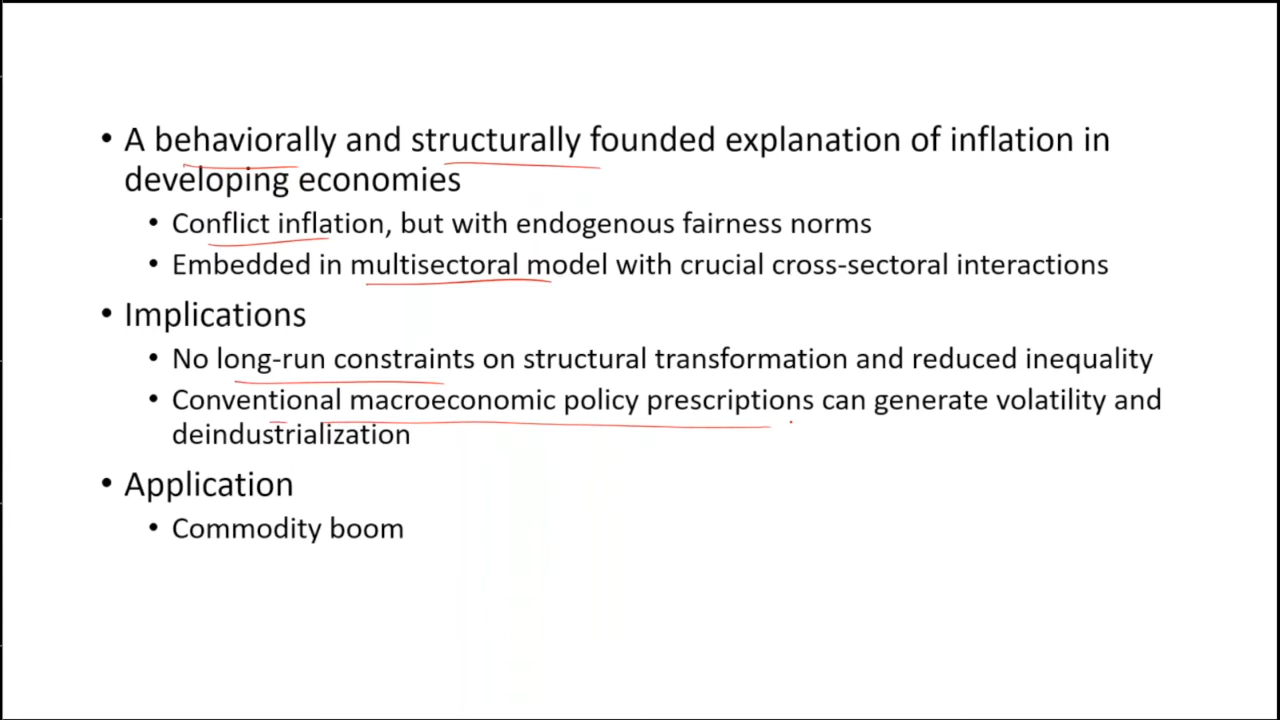 • A behaviorally and structurally founded explanation of inflation in
developing economies
• Conflict inflation, but with endogenous fairness norms
• Embedded in multisectoral model with crucial cross-sectoral interactions
• Implications
• No long-run constraints on structural transformation and reduced inequality
• Conventional macroeconomic policy prescriptions can generate volatility and
deindustrialization
• Application
• Commodity boom